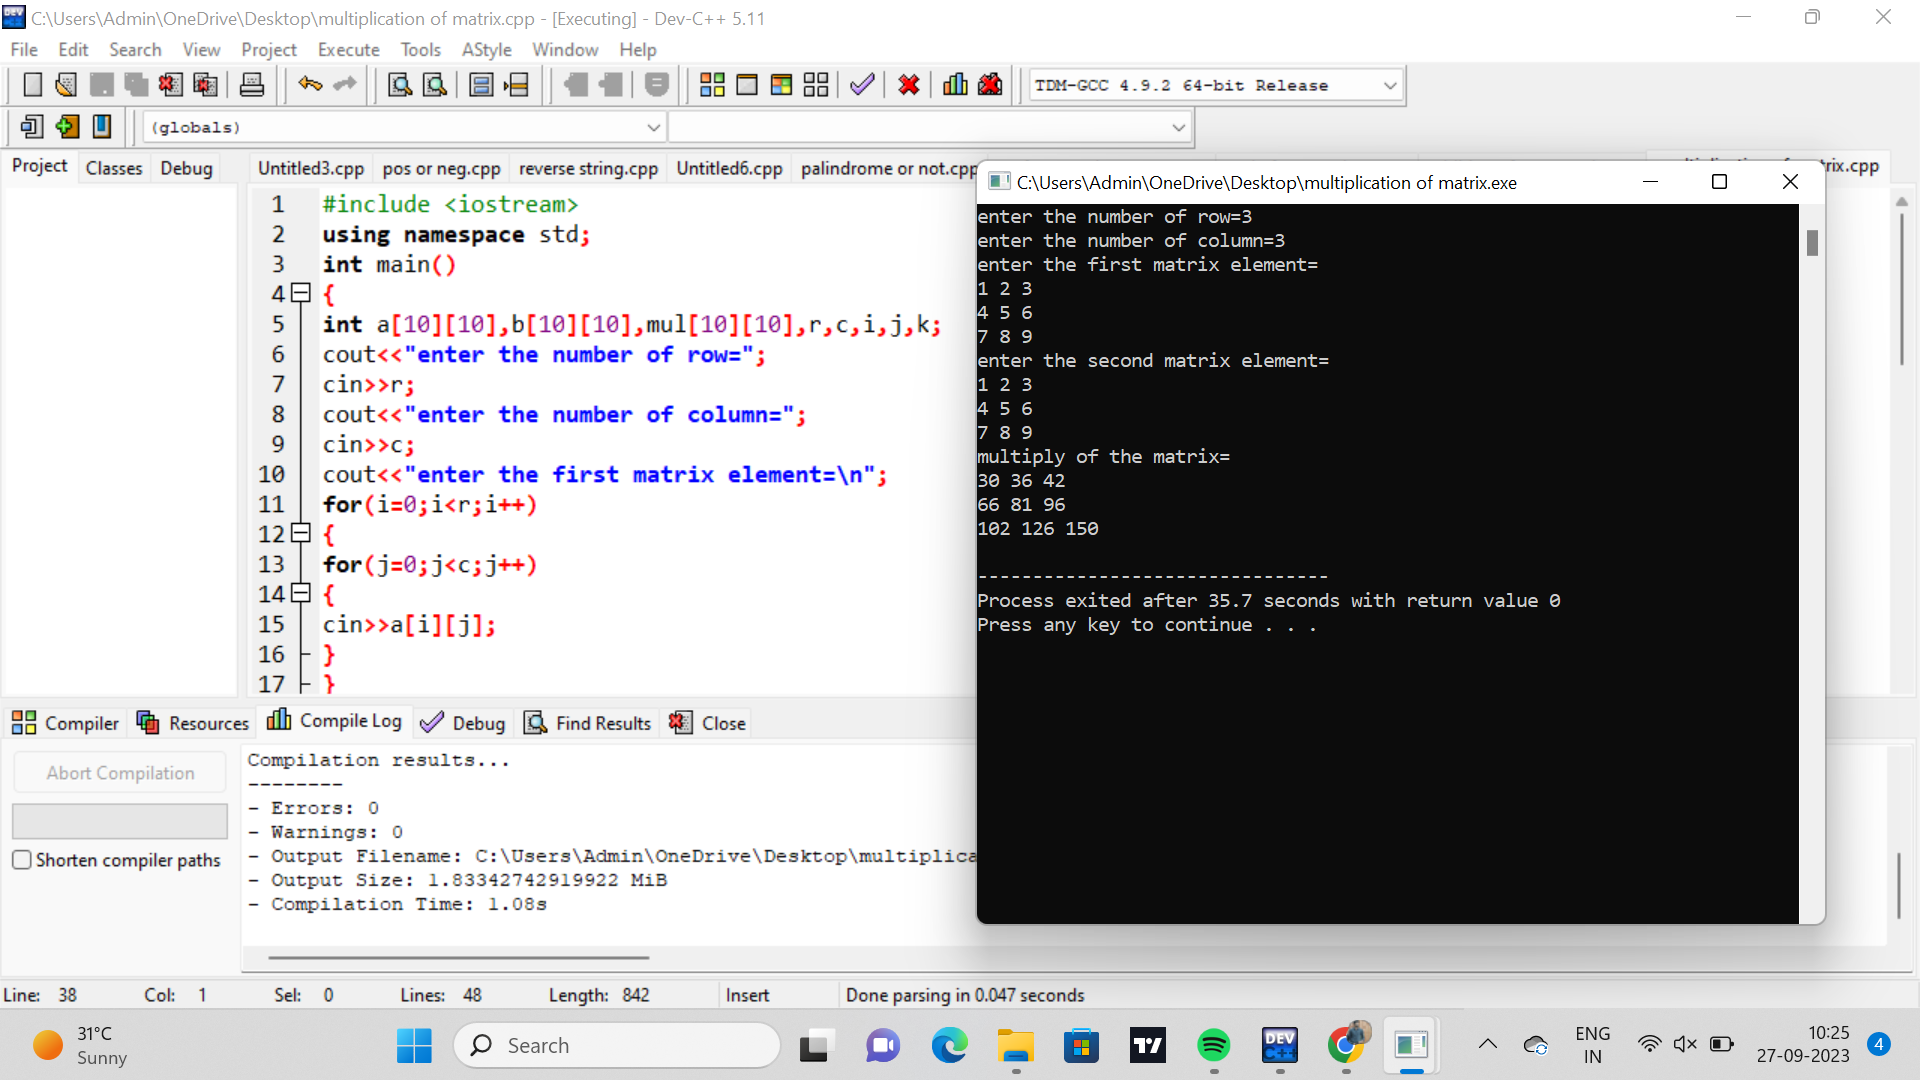 C:\Users\Admin\OneDrive\Desktop\multiplication of matrix.cpp - [Executing] - Dev-C++ 5.11
File Edit Search View Project Execute Tools AStyle Window Help
TDM-GCC 4.9.2 64-bit Release
(globals)
Project Classes Debug
Untitled3.cpp pos or neg.cpp reverse string.cpp Untitled6.cpp palindrome or not.cpp
1 #include <iostream>
2 using namespace std;
3 int main()
4 {
5 int a[10][10],b[10][10],mul[10][10],r,c,i,j,k;
6 cout<<"enter the number of row=";
7 cin>>r;
8 cout<<"enter the number of column=";
9 cin>>c;
10 cout<<"enter the first matrix element=\n";
11 for(i=0;i<r;i++)
12 {
13 for(j=0;j<c;j++)
14 {
15 cin>>a[i][j];
16 }
17 }
C:\Users\Admin\OneDrive\Desktop\multiplication of matrix.exe
enter the number of row=3
enter the number of column=3
enter the first matrix element=
1 2 3
4 5 6
7 8 9
enter the second matrix element=
1 2 3
4 5 6
7 8 9
multiply of the matrix=
30 36 42
66 81 96
102 126 150
--------------------------------
Process exited after 35.7 seconds with return value 0
Press any key to continue . . .
Compiler Resources Compile Log Debug Find Results Close
Abort Compilation
Shorten compiler paths
Compilation results...
--------
- Errors: 0
- Warnings: 0
- Output Filename: C:\Users\Admin\OneDrive\Desktop\multiplica
- Output Size: 1.83342742919922 MiB
- Compilation Time: 1.08s
Line: 38 Col: 1 Sel: 0 Lines: 48 Length: 842 Insert Done parsing in 0.047 seconds
31°C
Sunny
Search
DEV
C++
ENG
IN
10:25
27-09-2023
4